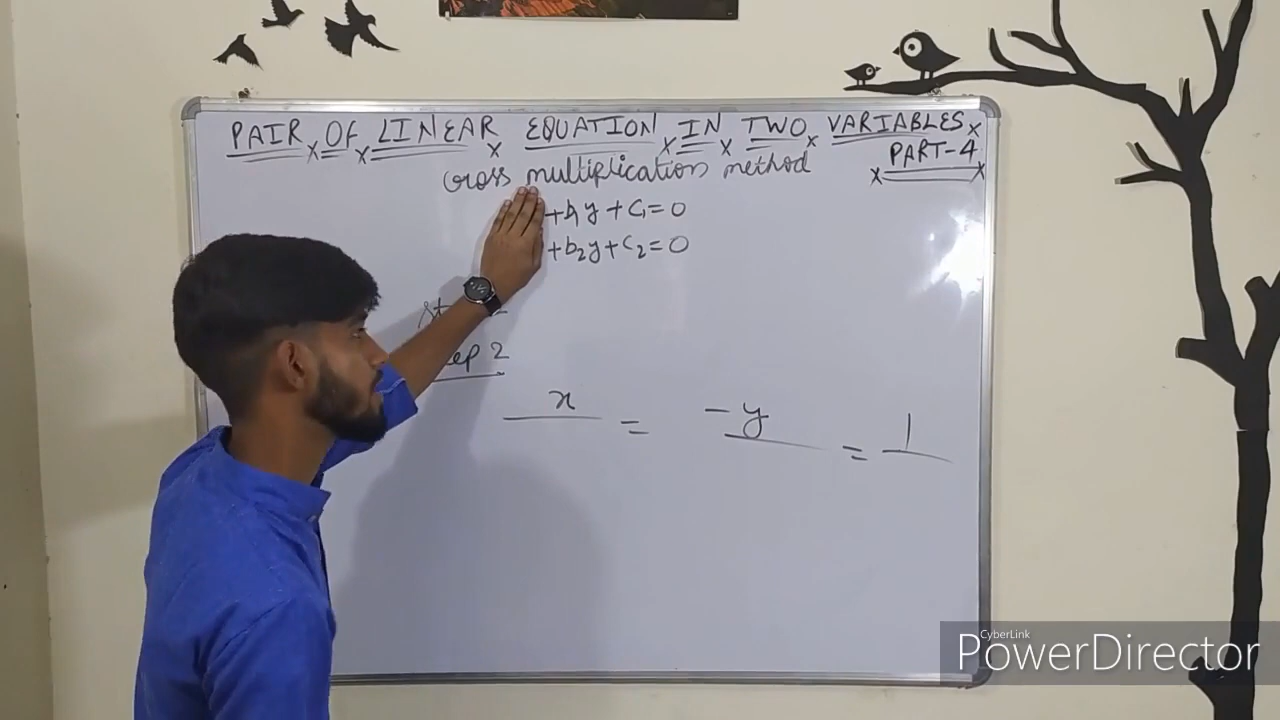 PAIR OF LINEAR EQUATION IN TWO VARIABLES
PART-4
Cross multiplication method
+b₁y + c₁ = 0
+b₂y + c₂ = 0
2
x = -y = 1
CyberLink
PowerDirector